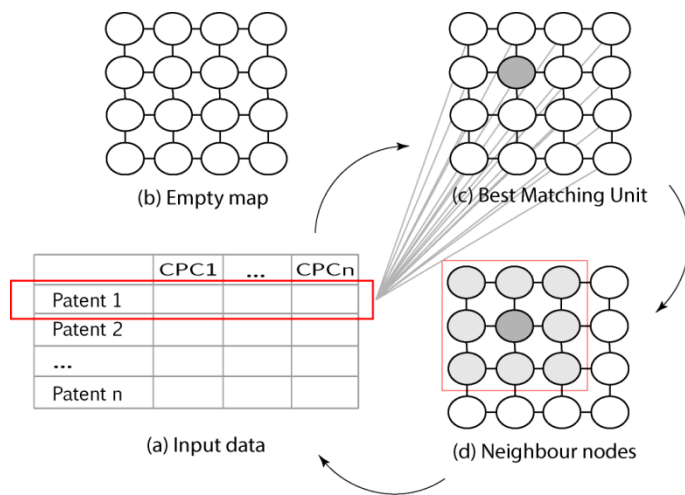 (b) Empty map
(c) Best Matching Unit
CPC1 ... CPCn
Patent 1
Patent 2
...
Patent n
(a) Input data
(d) Neighbour nodes